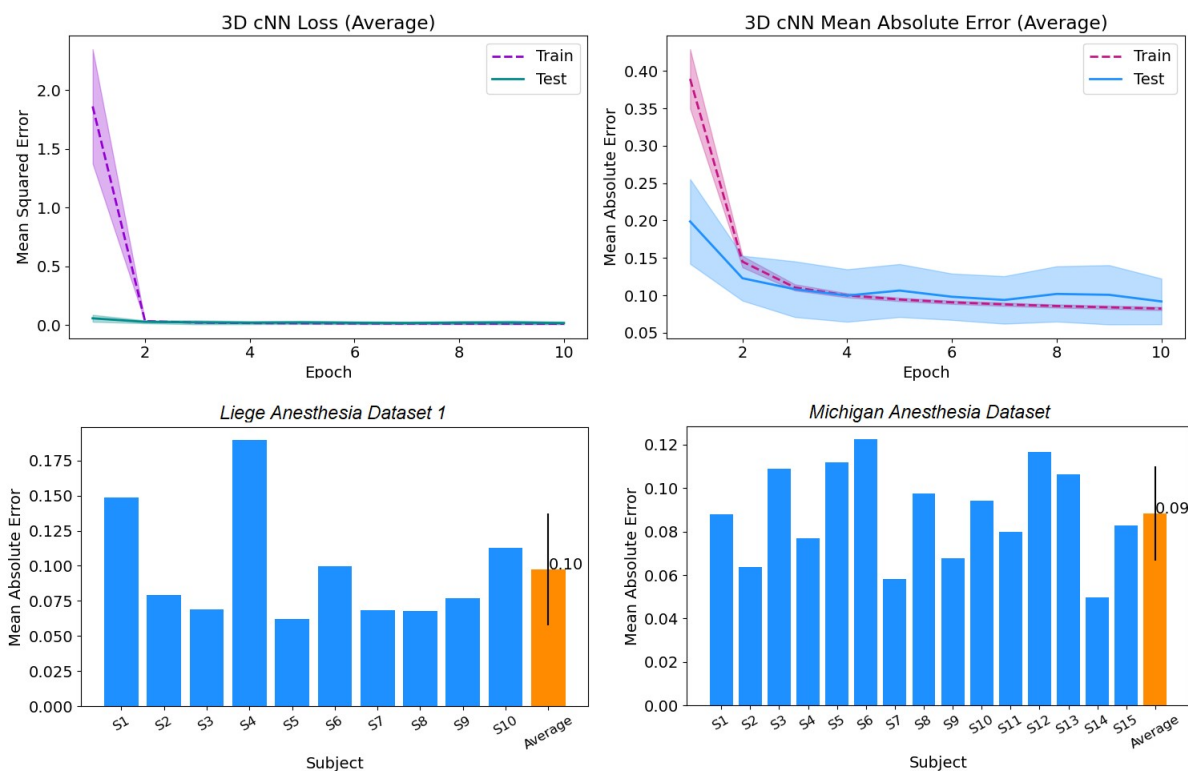 3D cNN Loss (Average)
Mean Squared Error
2.0
1.5
1.0
0.5
0.0
Train
Test
2 4 6 8 10
Epoch
3D cNN Mean Absolute Error (Average)
Mean Absolute Error
0.40
0.35
0.30
0.25
0.20
0.15
0.10
0.05
Train
Test
2 4 6 8 10
Epoch
Liege Anesthesia Dataset 1
Mean Absolute Error
0.175
0.150
0.125
0.100
0.075
0.050
0.025
0.000
0.10
S1 S2 S3 S4 S5 S6 S7 S8 S9 S10 Average
Subject
Michigan Anesthesia Dataset
Mean Absolute Error
0.12
0.10
0.08
0.06
0.04
0.02
0.00
0.09
S1 S2 S3 S4 S5 S6 S7 S8 S9 S10 S11 S12 S13 S14 S15 Average
Subject